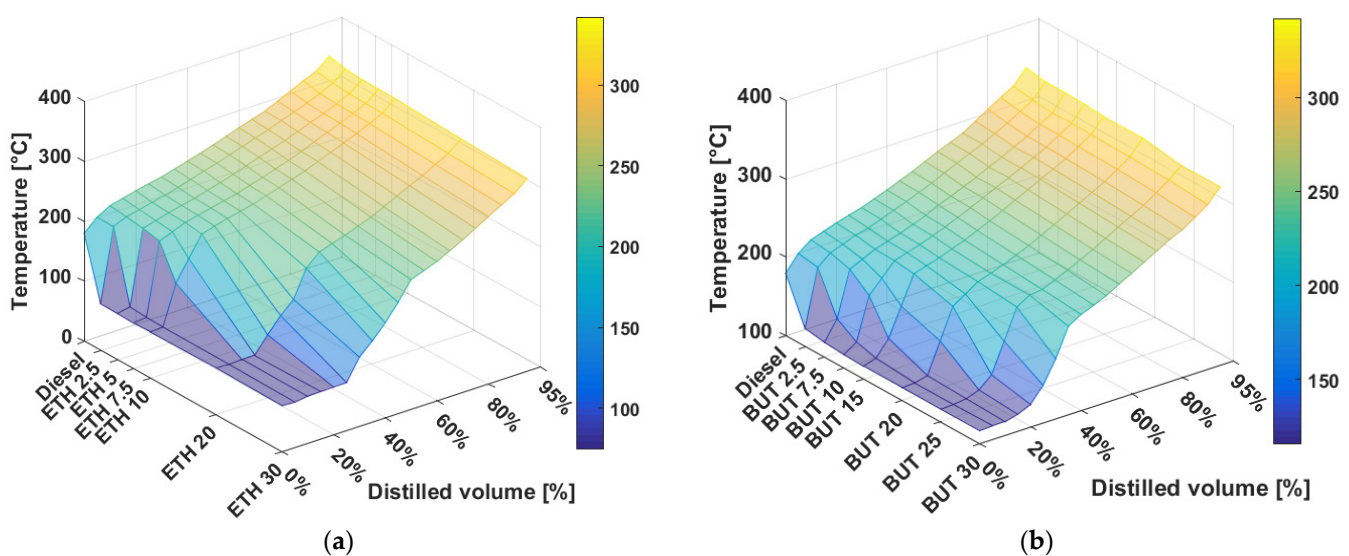 400
300
200
100
0
Temperature [°C]
Diesel
ETH 2.5
ETH 5
ETH 7.5
ETH 10
ETH 20
ETH 30
0%
20%
40%
60%
80%
95%
Distilled volume [%]
300
250
200
150
100
(a)
400
300
200
100
Temperature [°C]
Diesel
BUT 2.5
BUT 7.5
BUT 10
BUT 15
BUT 20
BUT 25
BUT 30
0%
20%
40%
60%
80%
95%
Distilled volume [%]
300
250
200
150
(b)